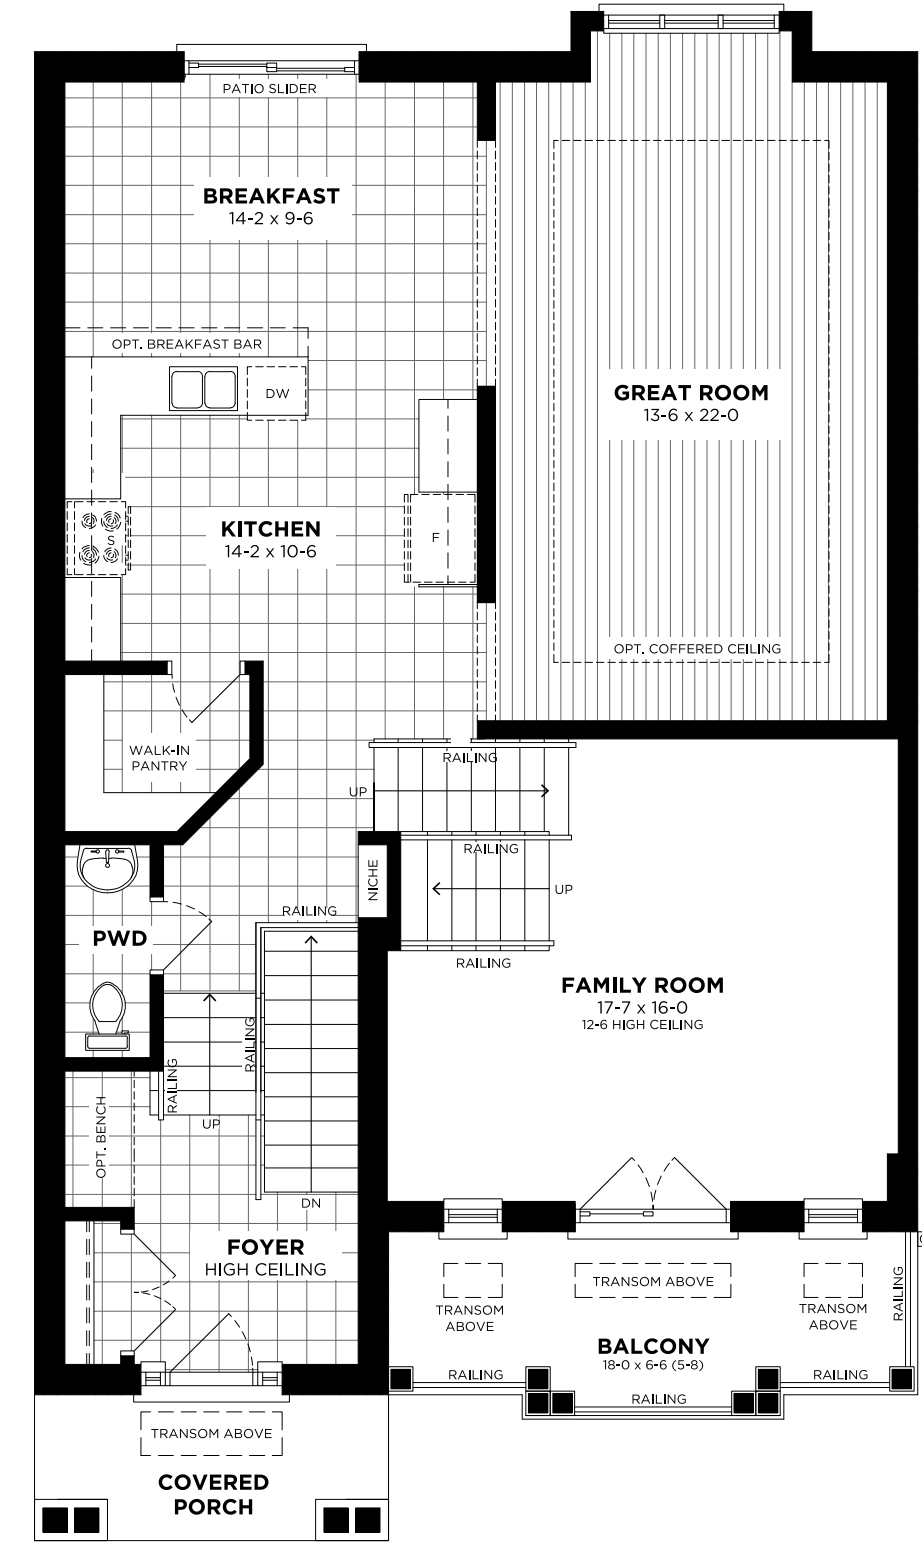 PATIO SLIDER
BREAKFAST
14-2 x 9-6
OPT. BREAKFAST BAR
DW
GREAT ROOM
13-6 x 22-0
KITCHEN
14-2 x 10-6
S
F
OPT. COFFERED CEILING
WALK-IN
PANTRY
RAILING
UP
RAILING
NICHE
UP
RAILING
PWD
RAILING
FAMILY ROOM
17-7 x 16-0
12-6 HIGH CEILING
RAILING
RAILING
UP
OPT. BENCH
DN
FOYER
HIGH CEILING
TRANSOM ABOVE
TRANSOM
ABOVE
TRANSOM
ABOVE
RAILING
BALCONY
18-0 x 6-6 (5-8)
RAILING
RAILING
RAILING
TRANSOM ABOVE
COVERED
PORCH